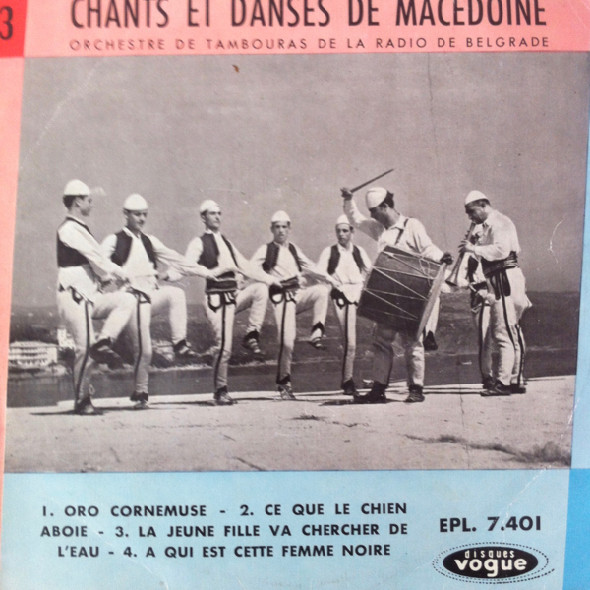 3
CHANTS ET DANSES DE MACEDOINE
ORCHESTRE DE TAMBOURAS DE LA RADIO DE BELGRADE
1. ORO CORNEMUSE - 2. CE QUE LE CHIEN
ABOIE - 3. LA JEUNE FILLE VA CHERCHER DE
L'EAU - 4. A QUI EST CETTE FEMME NOIRE
EPL. 7.401
disques
vogue